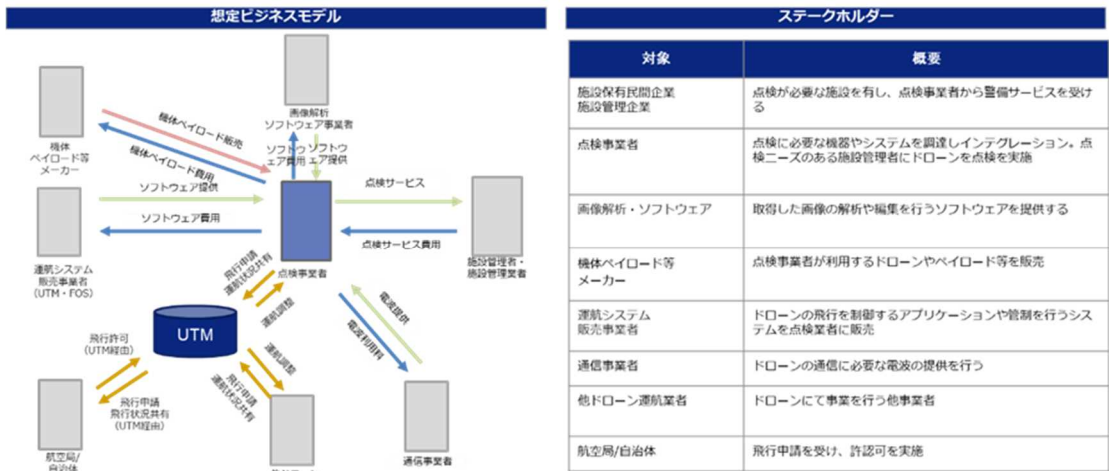 想定ビジネスモデル
機体
ペイロード等
メーカー
画像解析
ソフトウェア事業者
機体ペイロード販売
機体ペイロード費用
ソフトウ
ェア費用
ソフトウ
ェア提供
ソフトウェア提供
ソフトウェア費用
運航システム
販売事業者
（UTM・FOS）
点検事業者
点検サービス
点検サービス費用
施設管理者・
施設管理業者
飛行申請
運航状況共有
運航調整
電波提供
電波利用料
UTM
飛行許可
（UTM経由）
飛行申請
飛行状況共有
（UTM経由）
運航調整
飛行申請
運航状況共有
航空局/
自治体
通信事業者
ステークホルダー
対象
概要
施設保有民間企業
施設管理企業
点検が必要な施設を有し、点検事業者から警備サービスを受け
る
点検事業者
点検に必要な機器やシステムを調達しインテグレーション。点
検ニーズのある施設管理者にドローンを点検を実施
画像解析・ソフトウェア
取得した画像の解析や編集を行うソフトウェアを提供する
機体ペイロード等
メーカー
点検事業者が利用するドローンやペイロード等を販売
運航システム
販売事業者
ドローンの飛行を制御するアプリケーションや管制を行うシス
テムを点検業者に販売
通信事業者
ドローンの通信に必要な電波の提供を行う
他ドローン運航業者
ドローンにて事業を行う他事業者
航空局/自治体
飛行申請を受け、許認可を実施